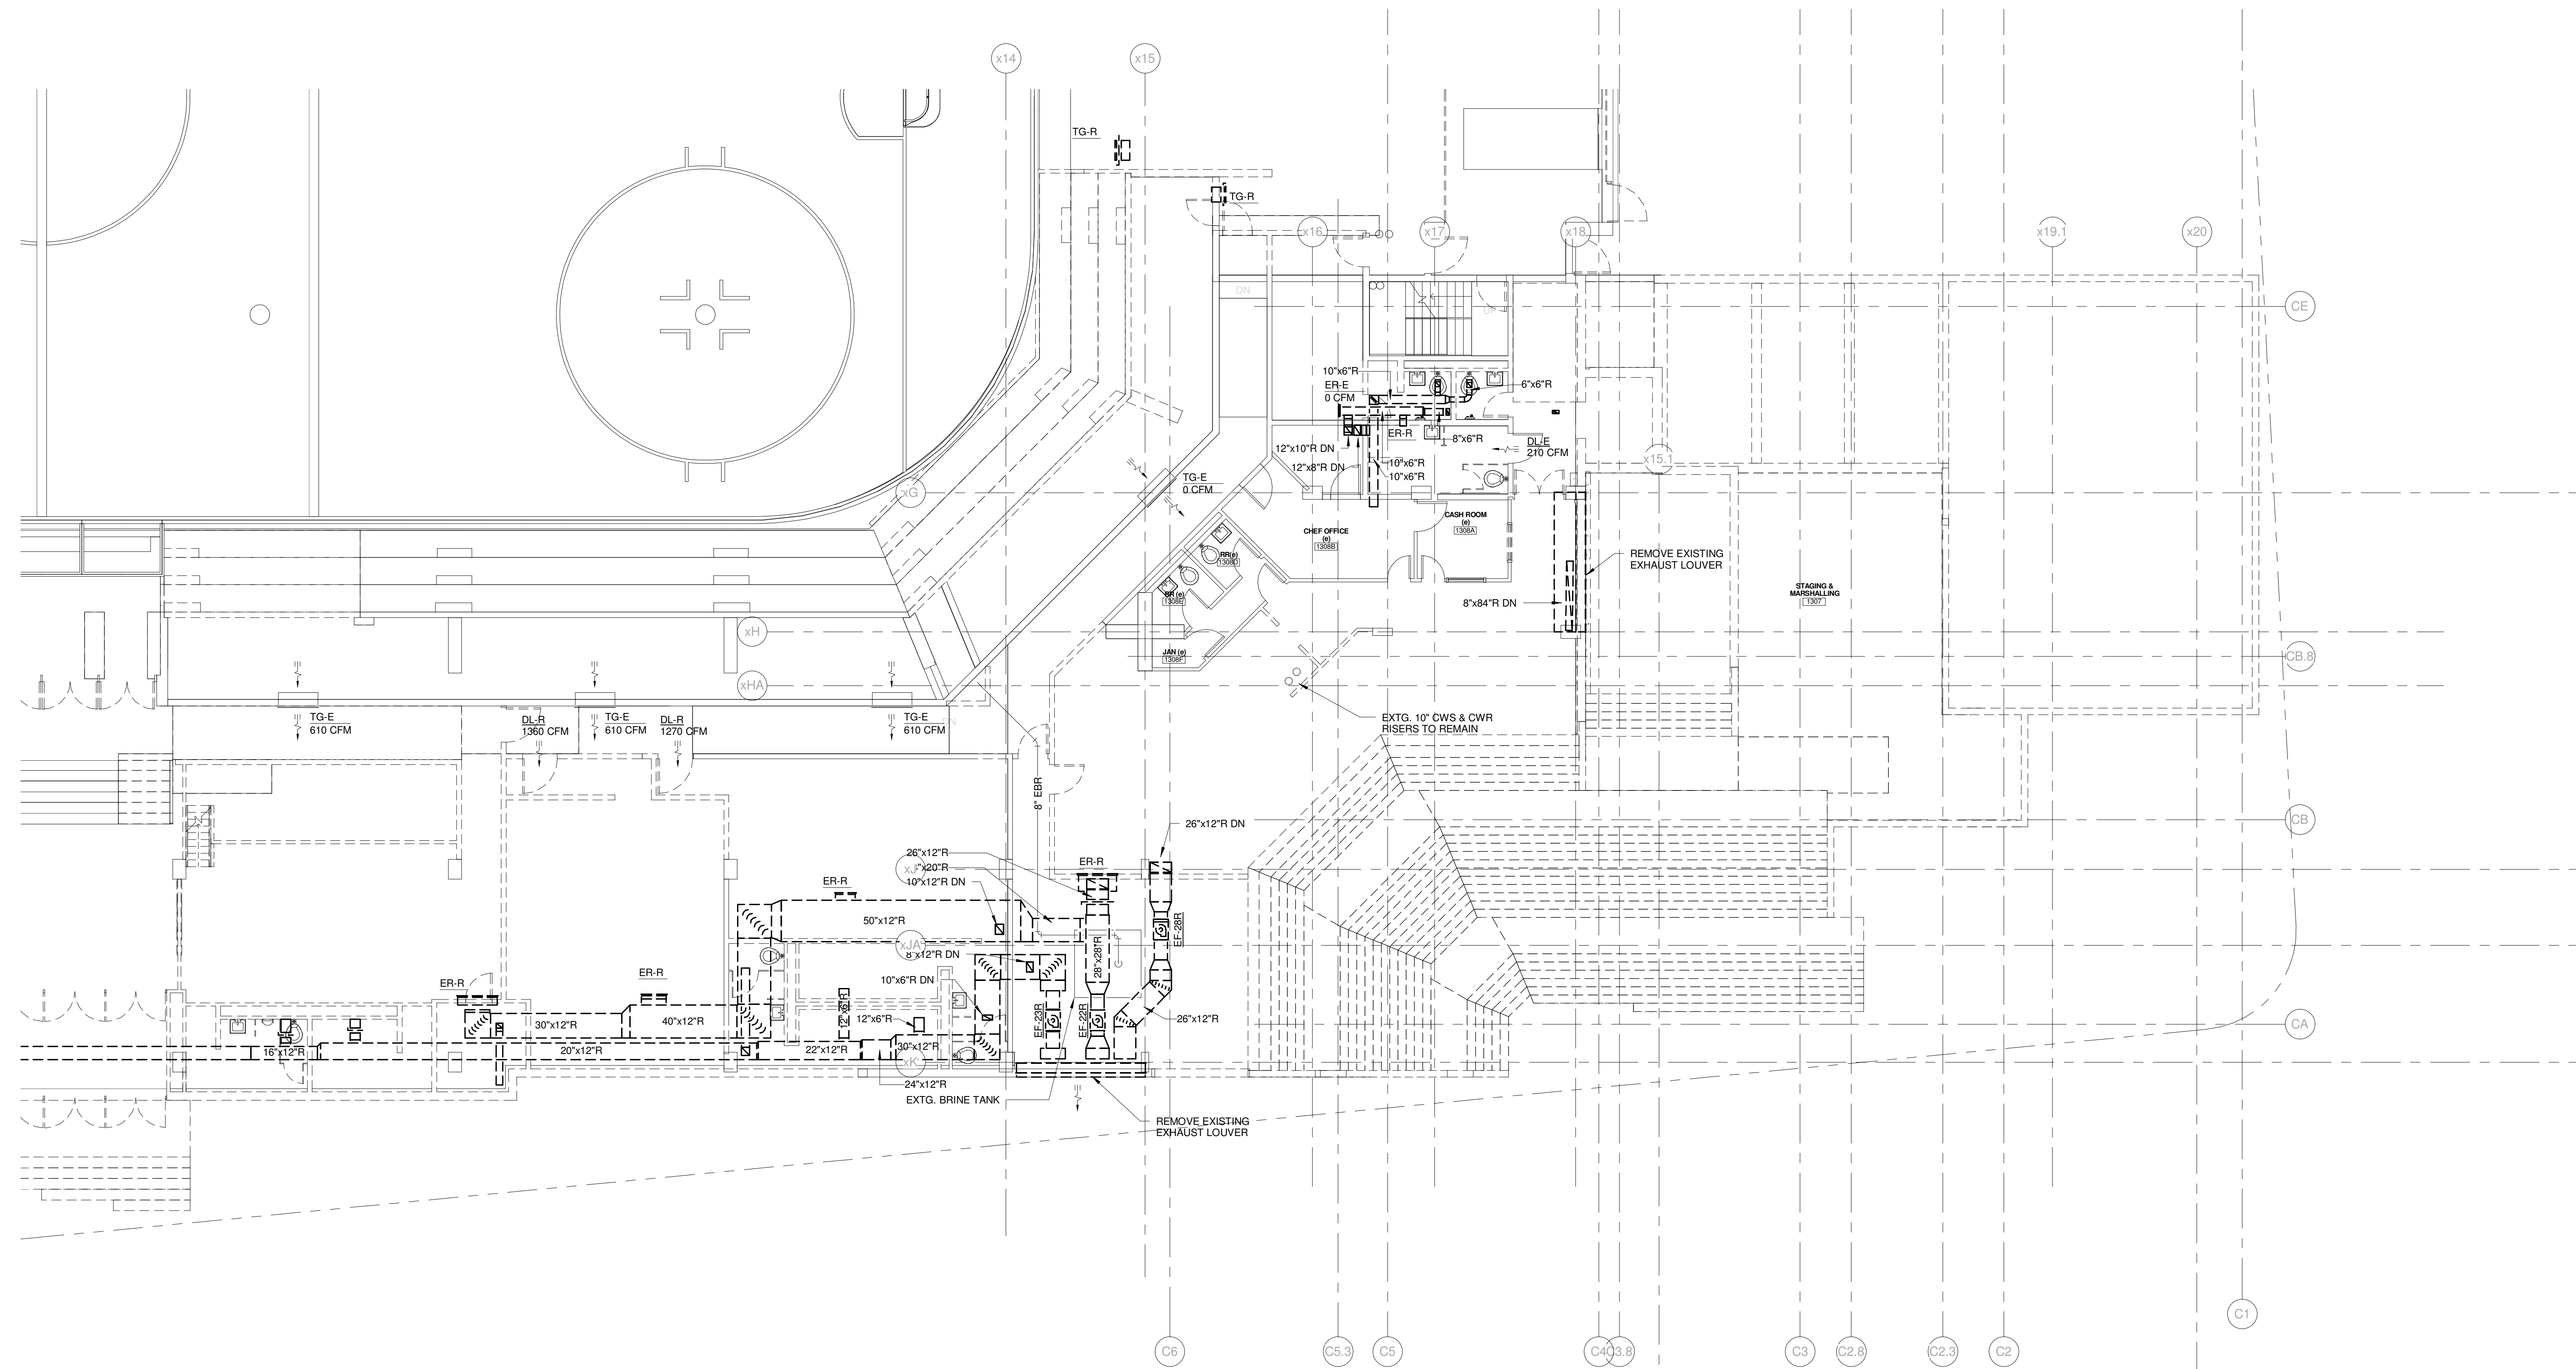 x14
x15
TG-R
TG-R
x16
x17
x18
x19.1
x20
DN
CE
10"x6"R
ER-E
0 CFM
6"x6"R
ER-R
8"x6"R
12"x10"R DN
DL-E
210 CFM
12"x8"R DN
10"x6"R
10"x6"R
x15.1
TG-E
0 CFM
xG
CASH ROOM
(e)
1308A
CHEF OFFICE
(e)
1308B
RR(e)
1308D
REMOVE EXISTING
EXHAUST LOUVER
STAGING &
MARSHALLING
1307
RR (e)
1308E
8"x84"R DN
xH
JAN (e)
1308F
CB.8
xHA
TG-E
610 CFM
DL-R
1360 CFM
TG-E
610 CFM
DL-R
1270 CFM
TG-E
610 CFM
EXTG. 10" CWS & CWR
RISERS TO REMAIN
8" EBR
CB
26"x12"R DN
26"x12"R
ER-R
xJ
"x20"R
10"x12"R DN
ER-R
50"x12"R
EF-28R
xJA
8"x12"R DN
28"x28"R
ER-R
ER-R
10"x6"R DN
12"x6"R
12"x6"R
EF-23R
EF-22R
26"x12"R
CA
30"x12"R
40"x12"R
16"x12"R
20"x12"R
22"x12"R
30"x12"R
xK
24"x12"R
EXTG. BRINE TANK
REMOVE EXISTING
EXHAUST LOUVER
C1
C6
C5.3
C5
C4
C3.8
C3
C2.8
C2.3
C2